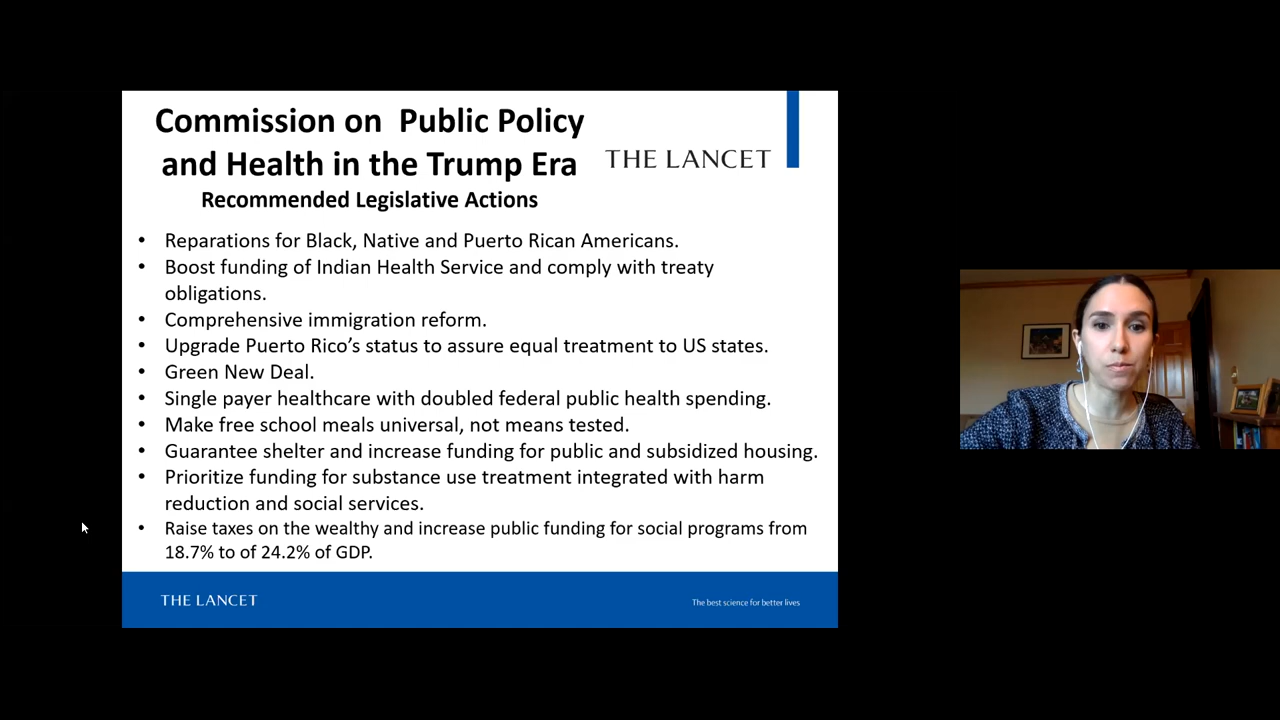 Commission on  Public Policy
and Health in the Trump Era
THE LANCET
Recommended Legislative Actions
• Reparations for Black, Native and Puerto Rican Americans.
• Boost funding of Indian Health Service and comply with treaty
obligations.
• Comprehensive immigration reform.
• Upgrade Puerto Rico’s status to assure equal treatment to US states.
• Green New Deal.
• Single payer healthcare with doubled federal public health spending.
• Make free school meals universal, not means tested.
• Guarantee shelter and increase funding for public and subsidized housing.
• Prioritize funding for substance use treatment integrated with harm
reduction and social services.
• Raise taxes on the wealthy and increase public funding for social programs from
18.7% to of 24.2% of GDP.
THE LANCET
The best science for better lives